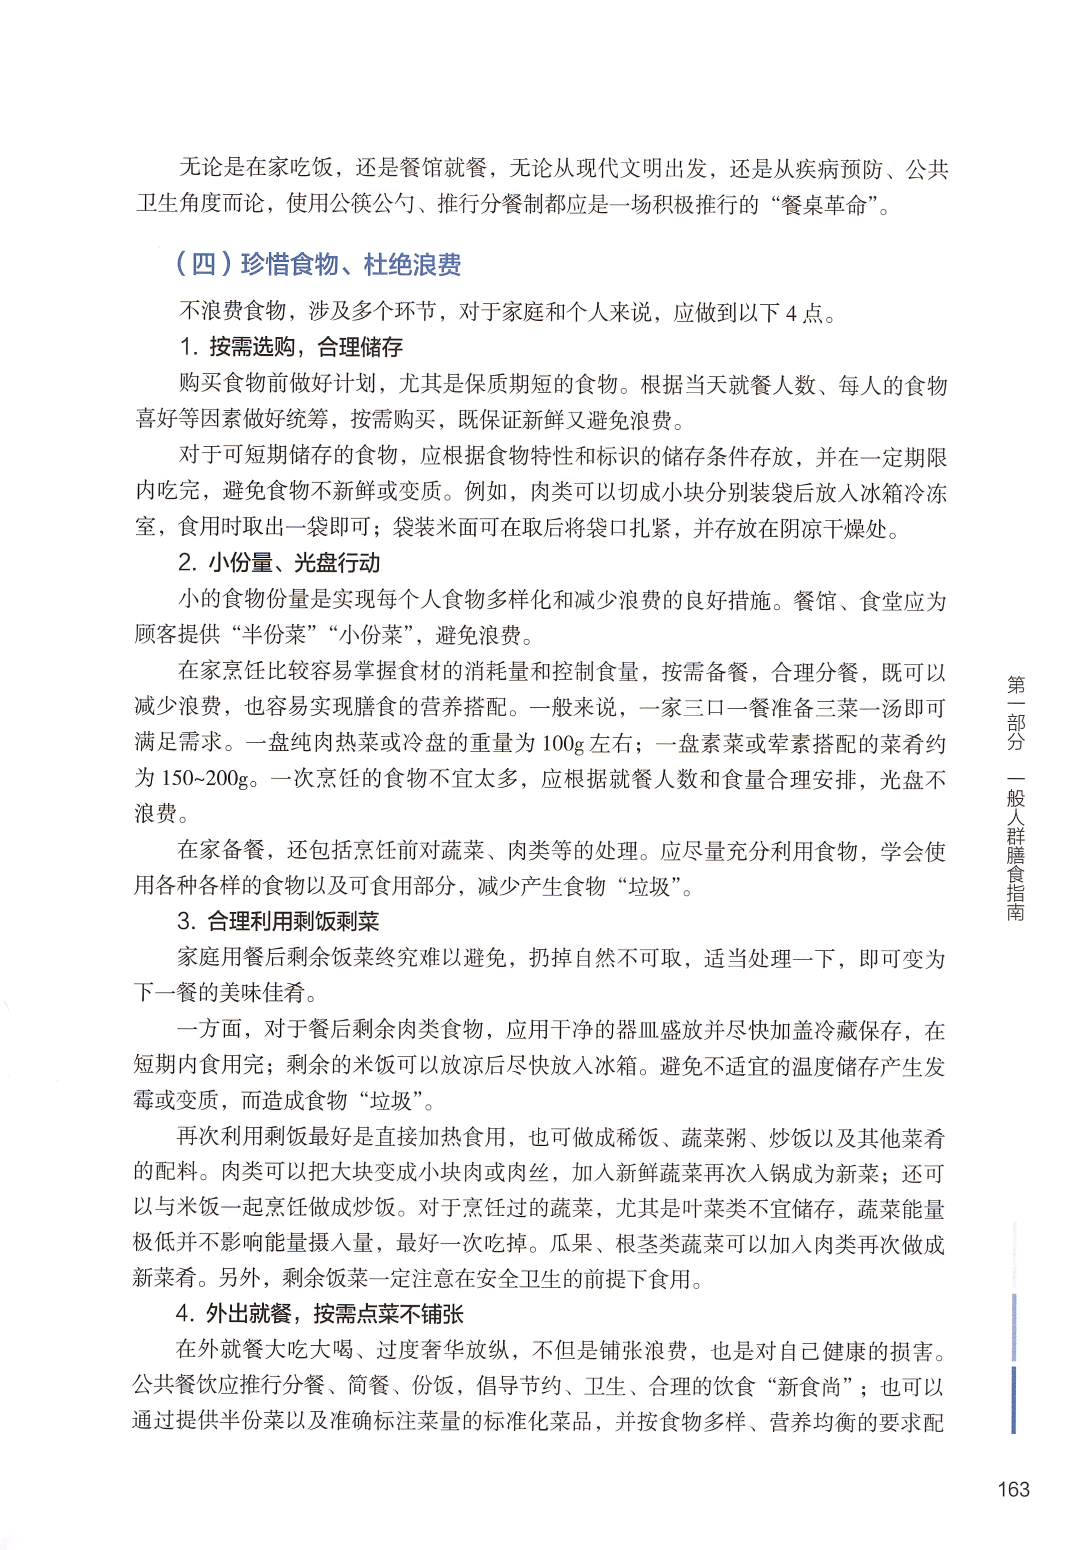 无论是在家吃饭，还是餐馆就餐，无论从现代文明出发，还是从疾病预防、公共
卫生角度而论，使用公筷公勺、推行分餐制都应是一场积极推行的“餐桌革命”。
（四）珍惜食物、杜绝浪费
不浪费食物，涉及多个环节，对于家庭和个人来说，应做到以下 4 点。
1. 按需选购，合理储存
购买食物前做好计划，尤其是保质期短的食物。根据当天就餐人数、每人的食物
喜好等因素做好统筹，按需购买，既保证新鲜又避免浪费。
对于可短期储存的食物，应根据食物特性和标识的储存条件存放，并在一定期限
内吃完，避免食物不新鲜或变质。例如，肉类可以切成小块分别装袋后放入冰箱冷冻
室，食用时取出一袋即可；袋装米面可在取后将袋口扎紧，并存放在阴凉干燥处。
2. 小份量、光盘行动
小的食物份量是实现每个人食物多样化和减少浪费的良好措施。餐馆、食堂应为
顾客提供“半份菜”“小份菜”，避免浪费。
在家烹饪比较容易掌握食材的消耗量和控制食量，按需备餐，合理分餐，既可以
减少浪费，也容易实现膳食的营养搭配。一般来说，一家三口一餐准备三菜一汤即可
满足需求。一盘纯肉热菜或冷盘的重量为 100g 左右；一盘素菜或荤素搭配的菜肴约
为 150~200g。一次烹饪的食物不宜太多，应根据就餐人数和食量合理安排，光盘不
浪费。
在家备餐，还包括烹饪前对蔬菜、肉类等的处理。应尽量充分利用食物，学会使
用各种各样的食物以及可食用部分，减少产生食物“垃圾”。
3. 合理利用剩饭剩菜
家庭用餐后剩余饭菜终究难以避免，扔掉自然不可取，适当处理一下，即可变为
下一餐的美味佳肴。
一方面，对于餐后剩余肉类食物，应用干净的器皿盛放并尽快加盖冷藏保存，在
短期内食用完；剩余的米饭可以放凉后尽快放入冰箱。避免不适宜的温度储存产生发
霉或变质，而造成食物“垃圾”。
再次利用剩饭最好是直接加热食用，也可做成稀饭、蔬菜粥、炒饭以及其他菜肴
的配料。肉类可以把大块变成小块肉或肉丝，加入新鲜蔬菜再次入锅成为新菜；还可
以与米饭一起烹饪做成炒饭。对于烹饪过的蔬菜，尤其是叶菜类不宜储存，蔬菜能量
极低并不影响能量摄入量，最好一次吃掉。瓜果、根茎类蔬菜可以加入肉类再次做成
新菜肴。另外，剩余饭菜一定注意在安全卫生的前提下食用。
4. 外出就餐，按需点菜不铺张
在外就餐大吃大喝、过度奢华放纵，不但是铺张浪费，也是对自己健康的损害。
公共餐饮应推行分餐、简餐、份饭，倡导节约、卫生、合理的饮食“新食尚”；也可以
通过提供半份菜以及准确标注菜量的标准化菜品，并按食物多样、营养均衡的要求配
第一部分 一般人群膳食指南
163